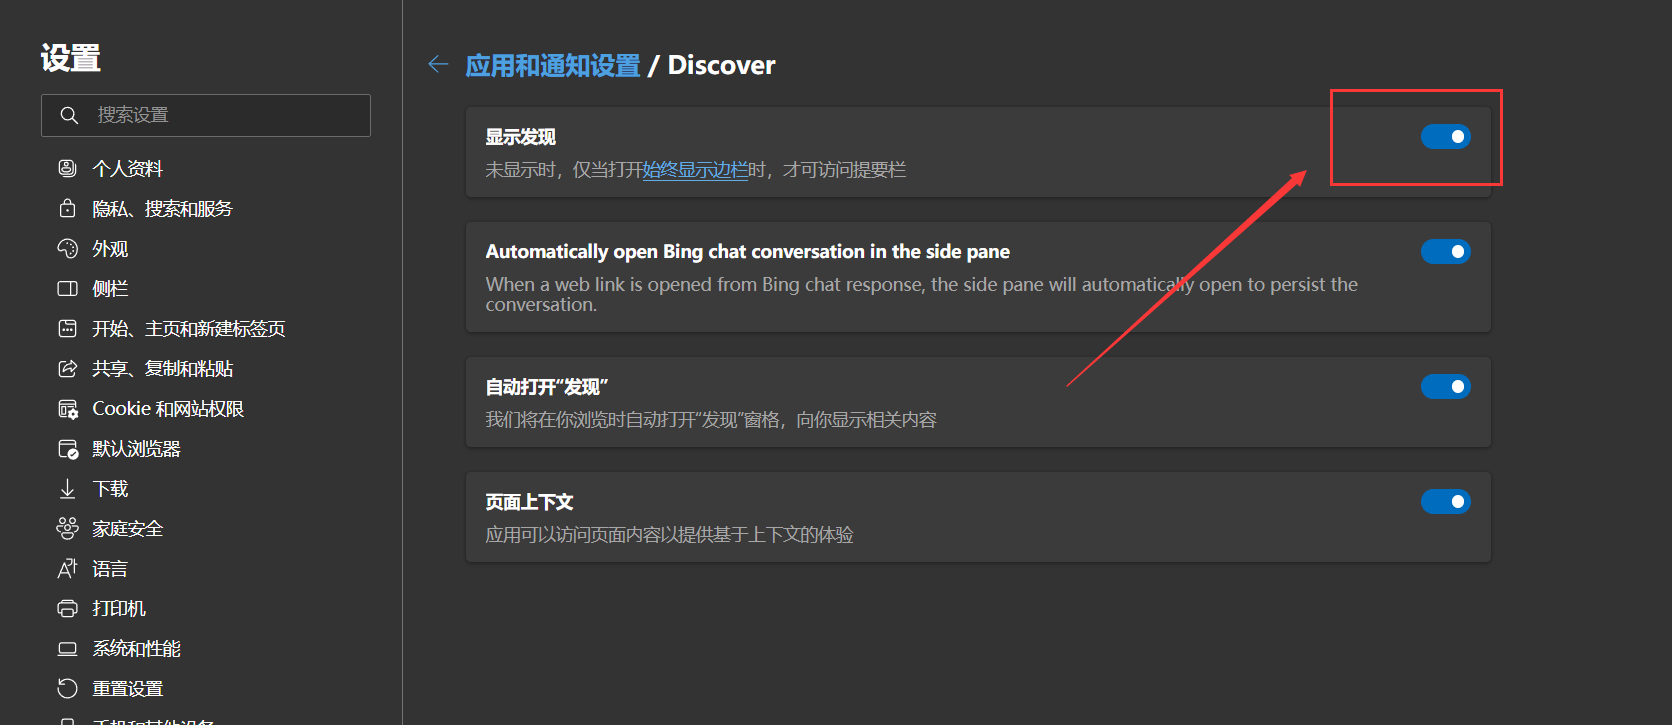 设置
搜索设置
个人资料
隐私、搜索和服务
外观
侧栏
开始、主页和新建标签页
共享、复制和粘贴
Cookie 和网站权限
默认浏览器
下载
家庭安全
语言
打印机
系统和性能
重置设置
手机和其他设备
应用和通知设置 / Discover
显示发现
未显示时，仅当打开始终显示边栏时，才可访问提要栏
Automatically open Bing chat conversation in the side pane
When a web link is opened from Bing chat response, the side pane will automatically open to persist the
conversation.
自动打开“发现”
我们将在你浏览时自动打开“发现”窗格，向你显示相关内容
页面上下文
应用可以访问页面内容以提供基于上下文的体验